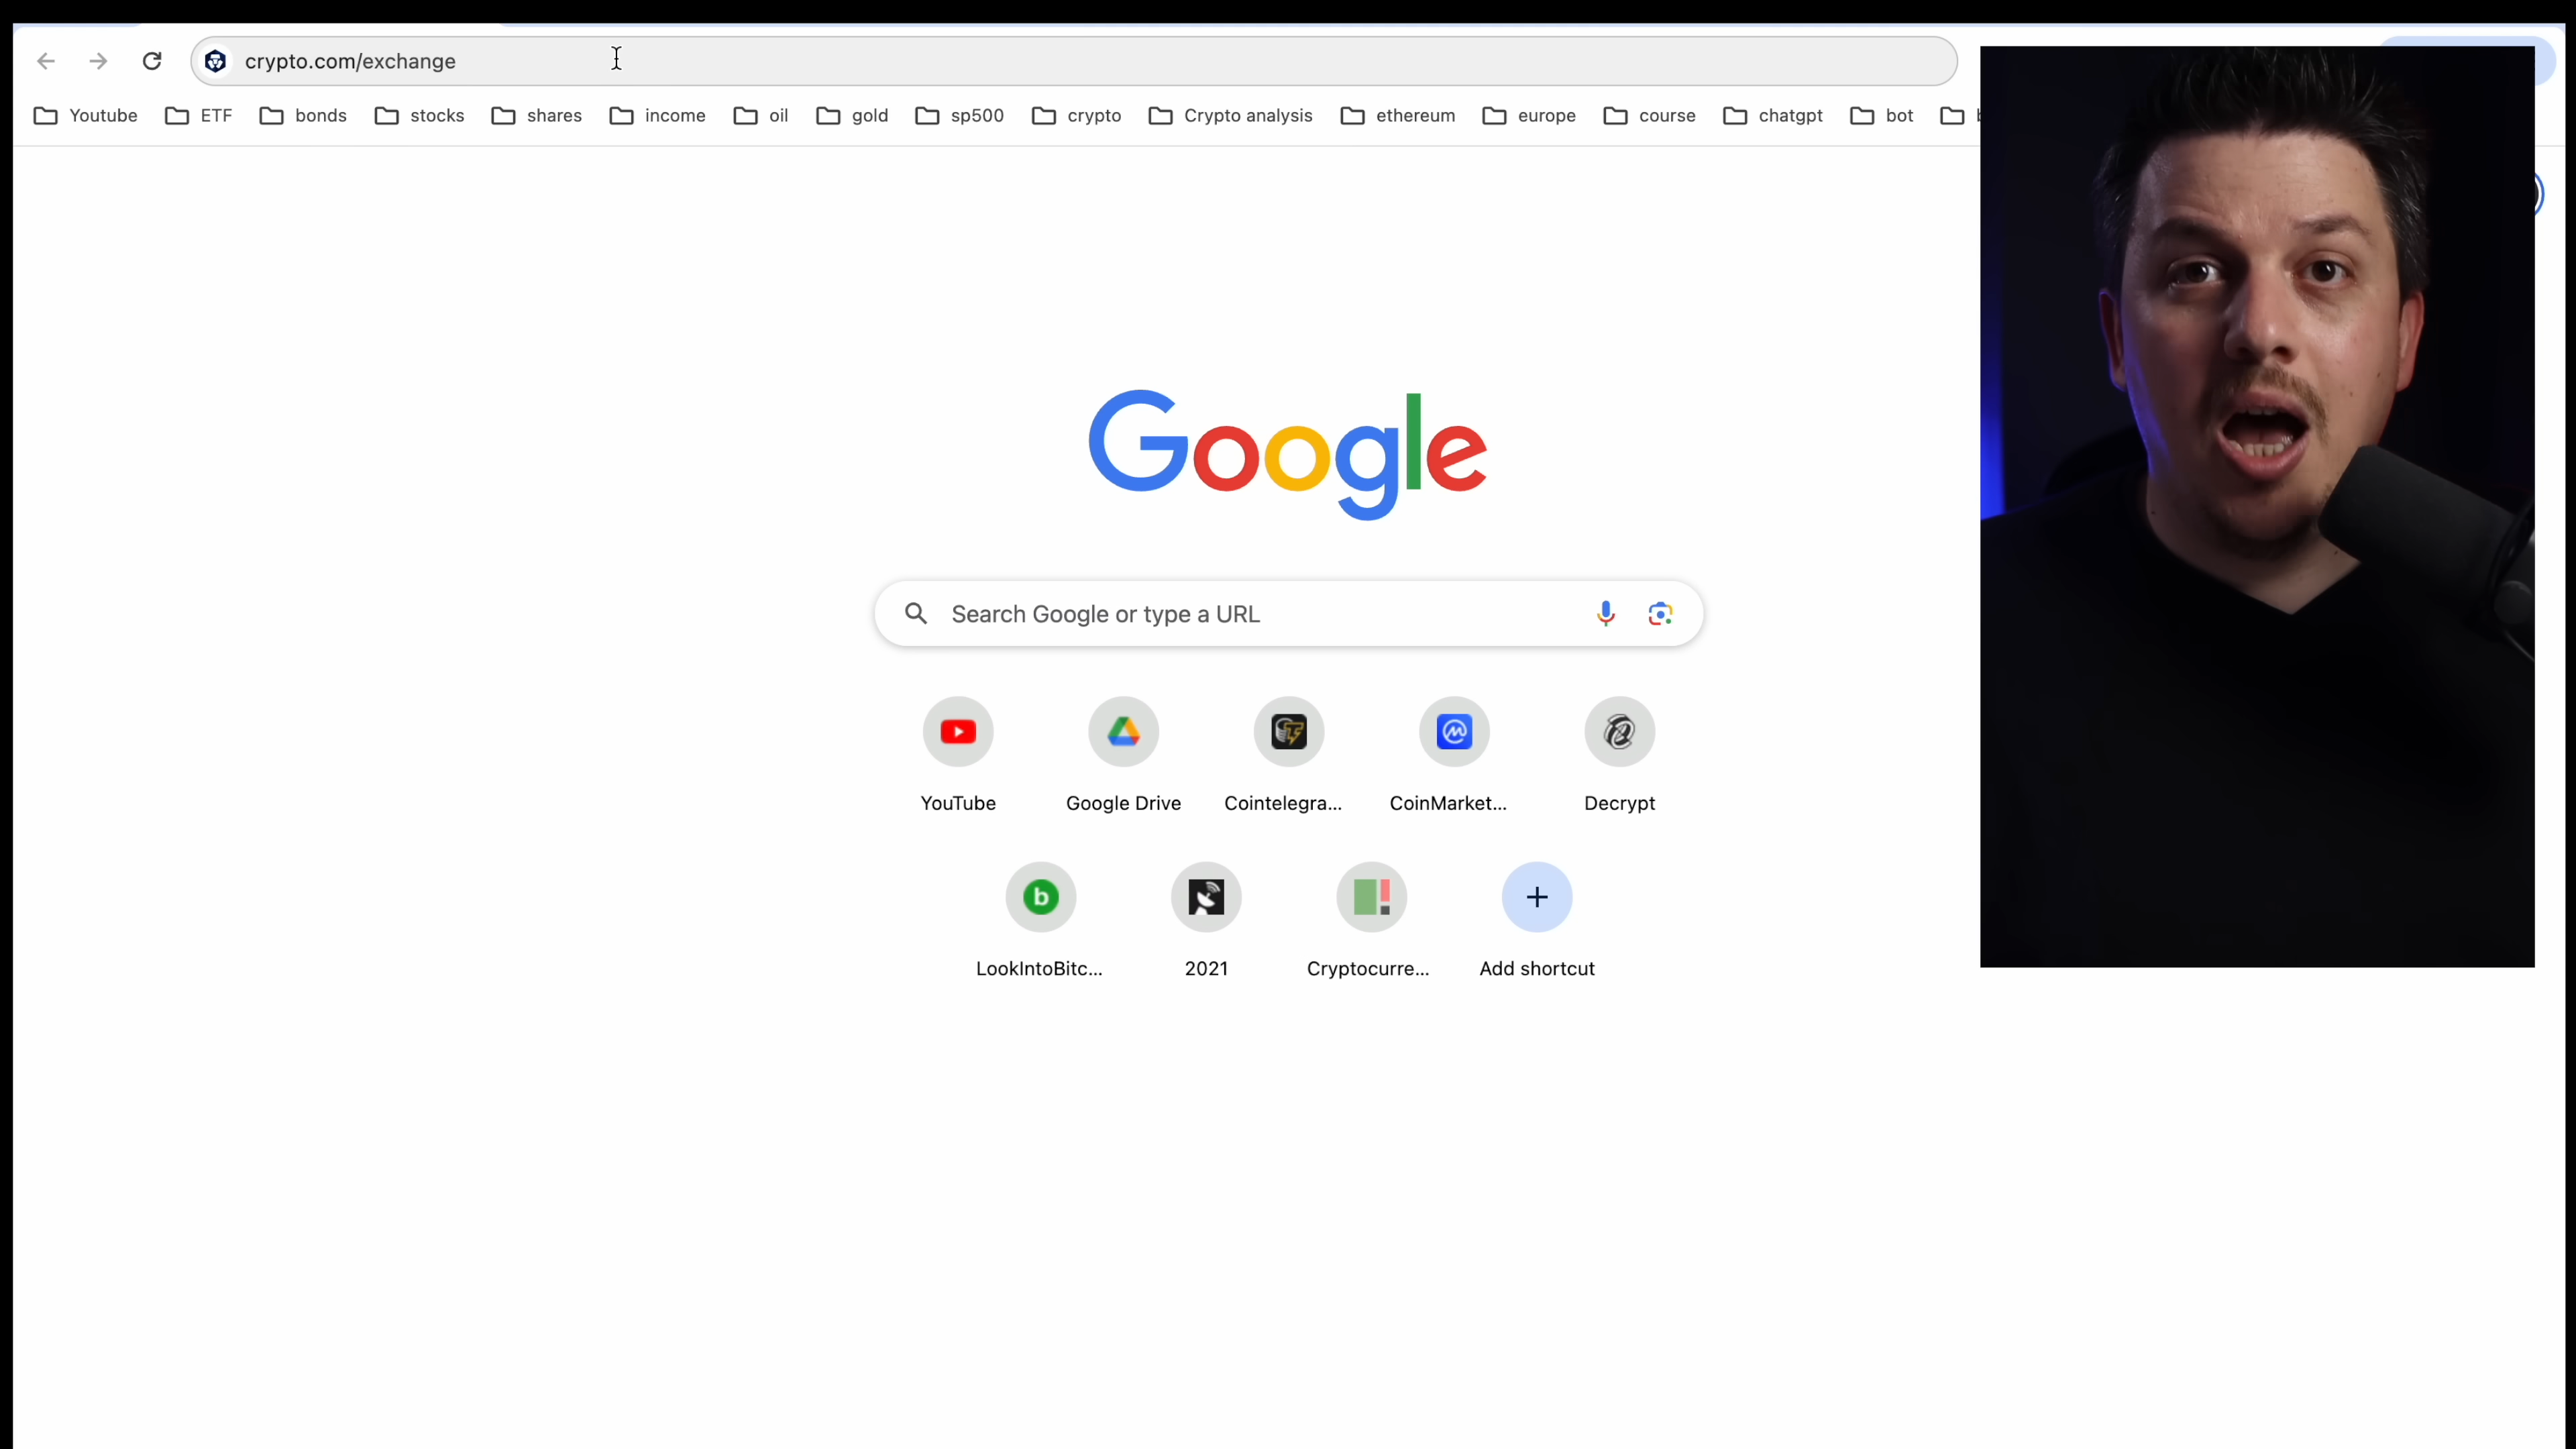 crypto.com/exchange
Youtube ETF bonds stocks shares income oil gold sp500 crypto Crypto analysis ethereum europe course chatgpt bot
Google
Search Google or type a URL
YouTube Google Drive Cointelegra... CoinMarket... Decrypt
LookIntoBitc... 2021 Cryptocurre... Add shortcut